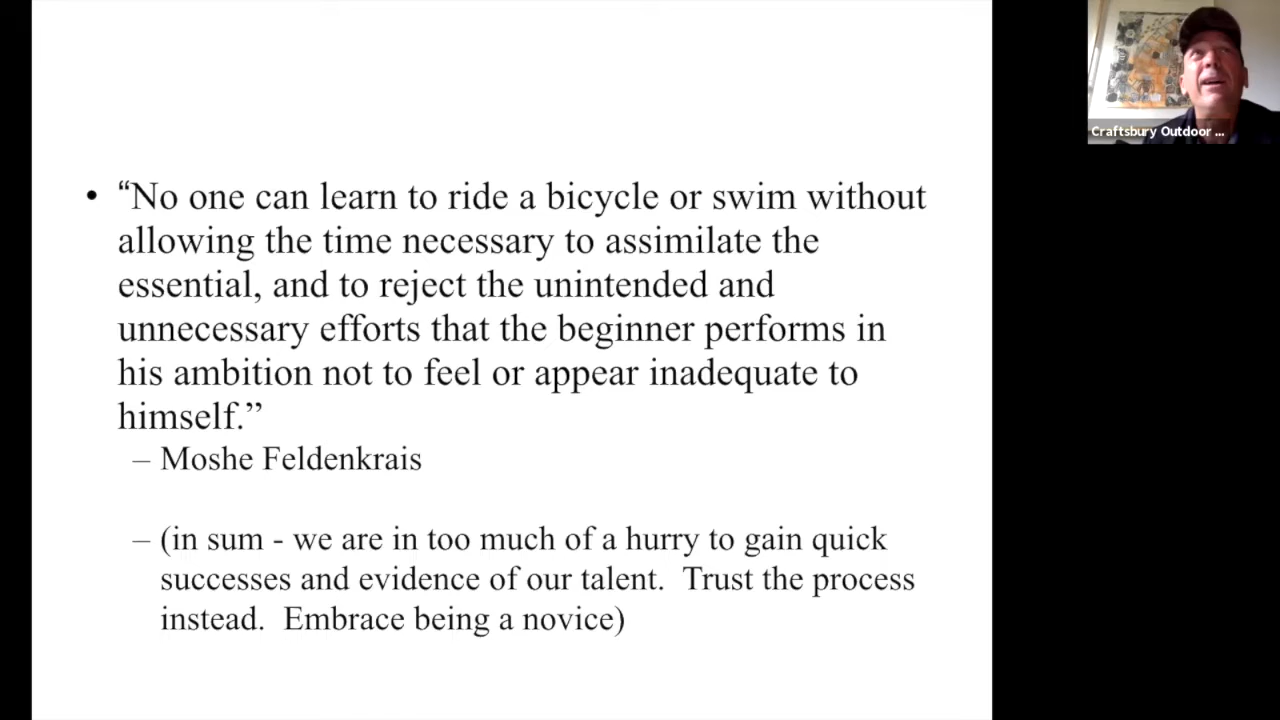 • “No one can learn to ride a bicycle or swim without
allowing the time necessary to assimilate the
essential, and to reject the unintended and
unnecessary efforts that the beginner performs in
his ambition not to feel or appear inadequate to
himself.”
– Moshe Feldenkrais
– (in sum - we are in too much of a hurry to gain quick
successes and evidence of our talent.  Trust the process
instead.  Embrace being a novice)
Craftsbury Outdoor ...